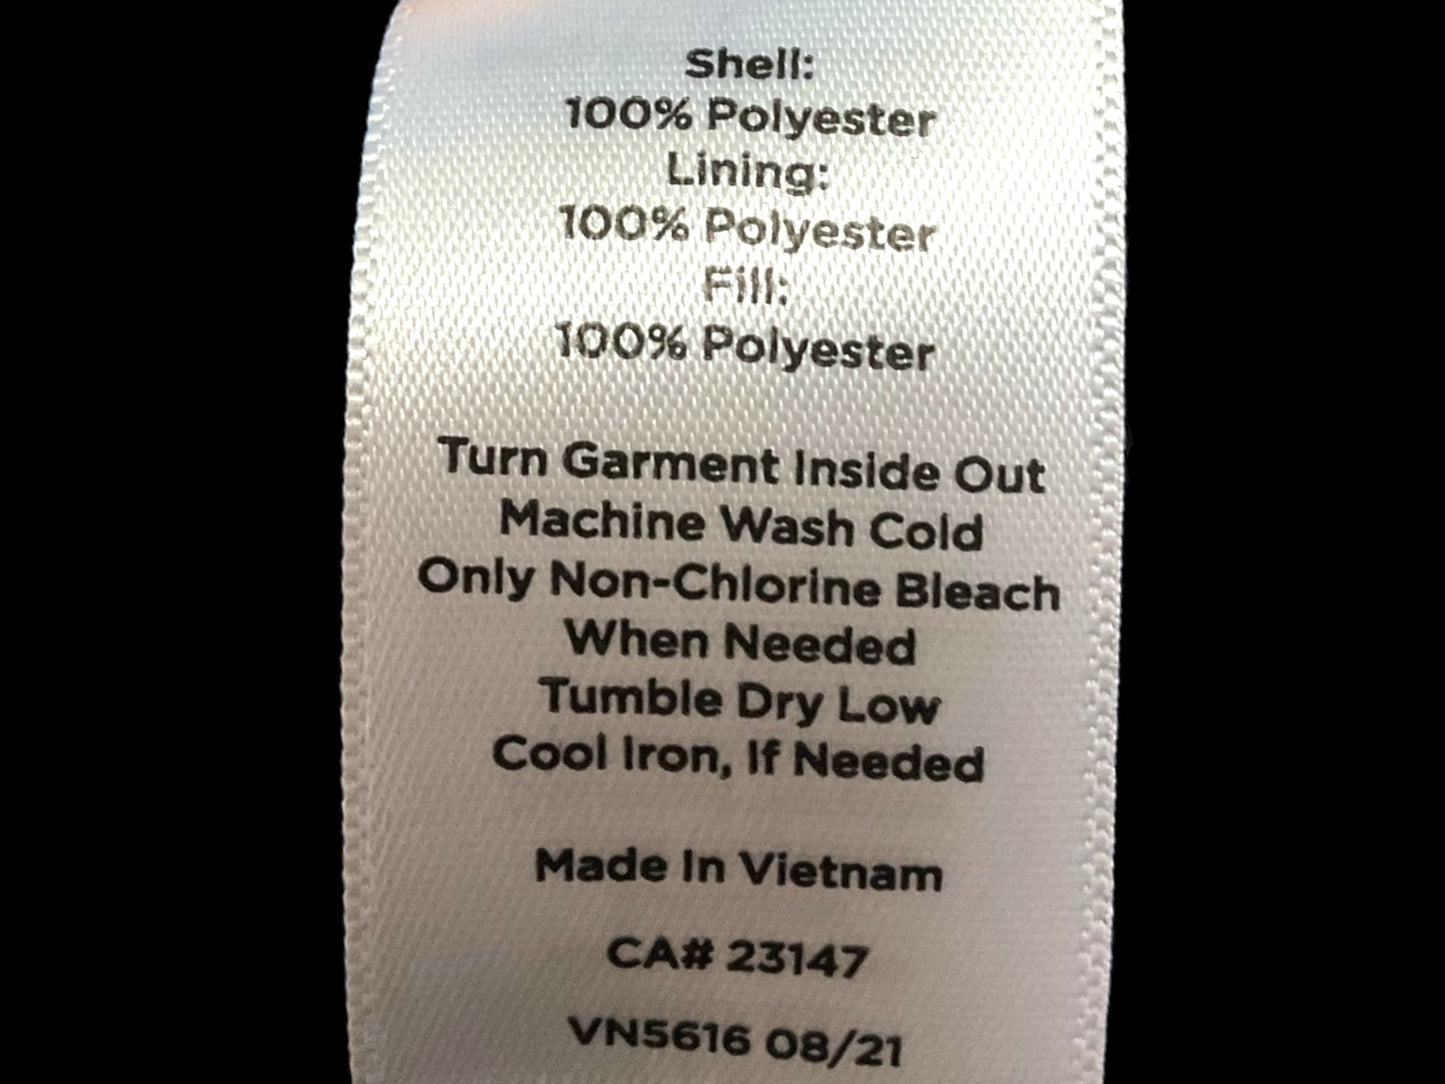 Shell:
100% Polyester
Lining:
100% Polyester
Fill:
100% Polyester
Turn Garment Inside Out
Machine Wash Cold
Only Non-Chlorine Bleach
When Needed
Tumble Dry Low
Cool Iron, If Needed
Made In Vietnam
CA# 23147
VN5616 08/21